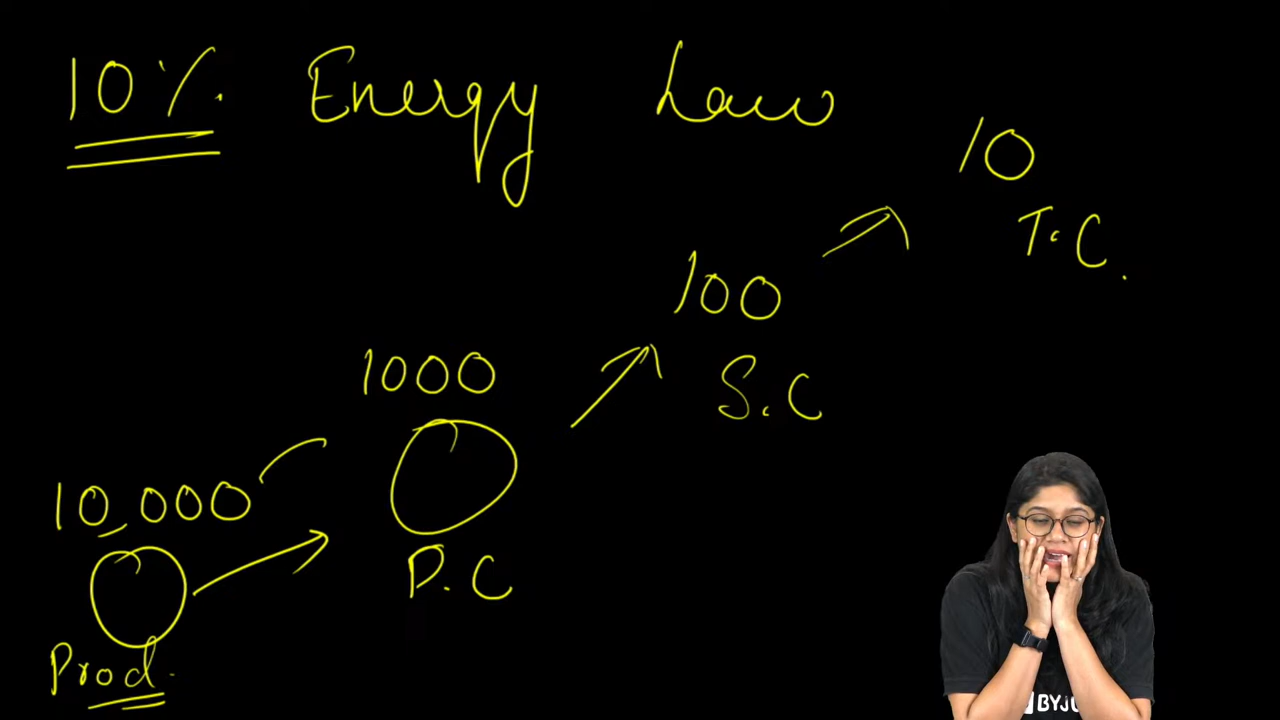 10% Energy Law
10
T.C.
100
S.C
1000
P.C
10,000
Prod.
BYJU